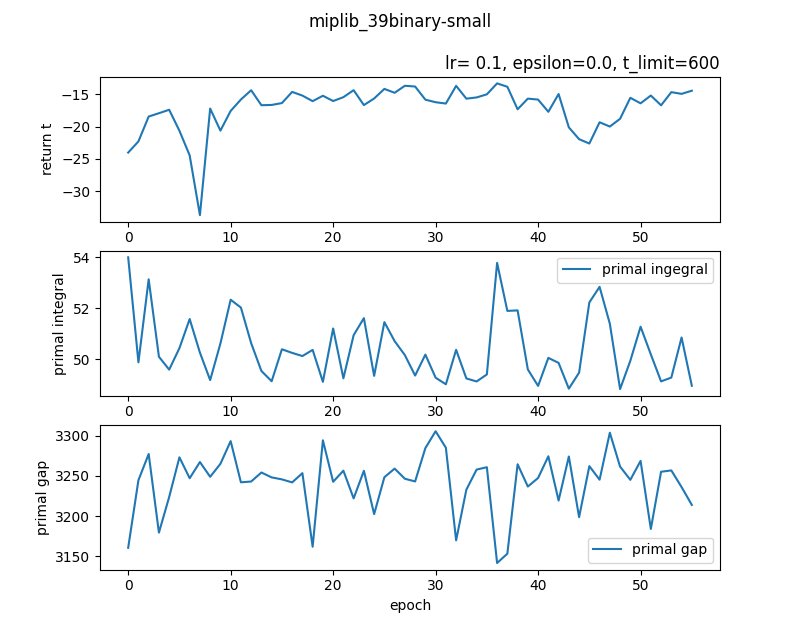 miplib_39binary-small
lr= 0.1, epsilon=0.0, t_limit=600
return t
−15
−20
−25
−30
0 10 20 30 40 50
primal integral
54
52
50
primal ingegral
0 10 20 30 40 50
primal gap
3300
3250
3200
3150
primal gap
0 10 20 30 40 50
epoch